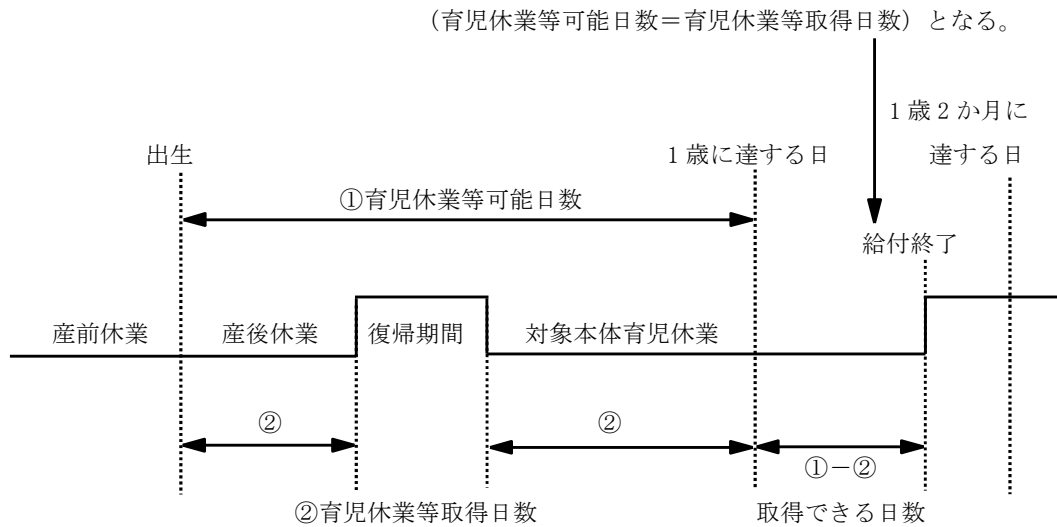 （育児休業等可能日数＝育児休業等取得日数）となる。
1歳2か月に
達する日
出生
1歳に達する日
①育児休業等可能日数
給付終了
産前休業
産後休業
復帰期間
対象本体育児休業
②
②
①－②
②育児休業等取得日数
取得できる日数